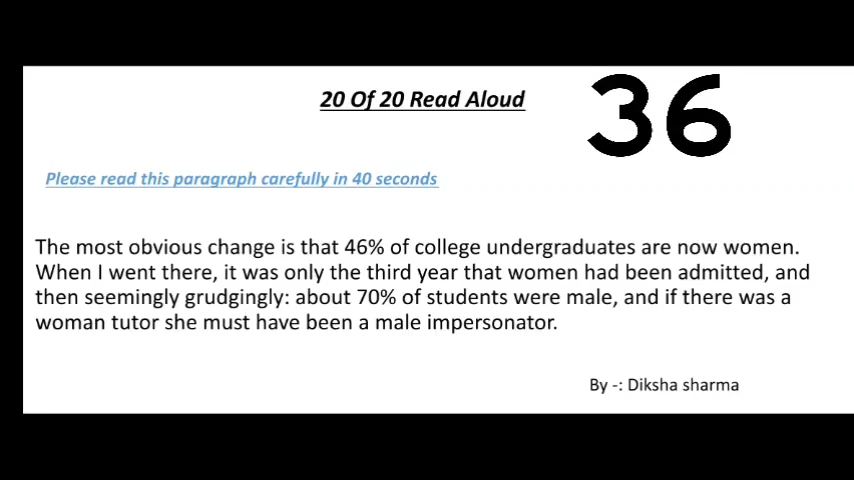 20 Of 20 Read Aloud
36
Please read this paragraph carefully in 40 seconds
The most obvious change is that 46% of college undergraduates are now women.
When I went there, it was only the third year that women had been admitted, and
then seemingly grudgingly: about 70% of students were male, and if there was a
woman tutor she must have been a male impersonator.
By -: Diksha sharma